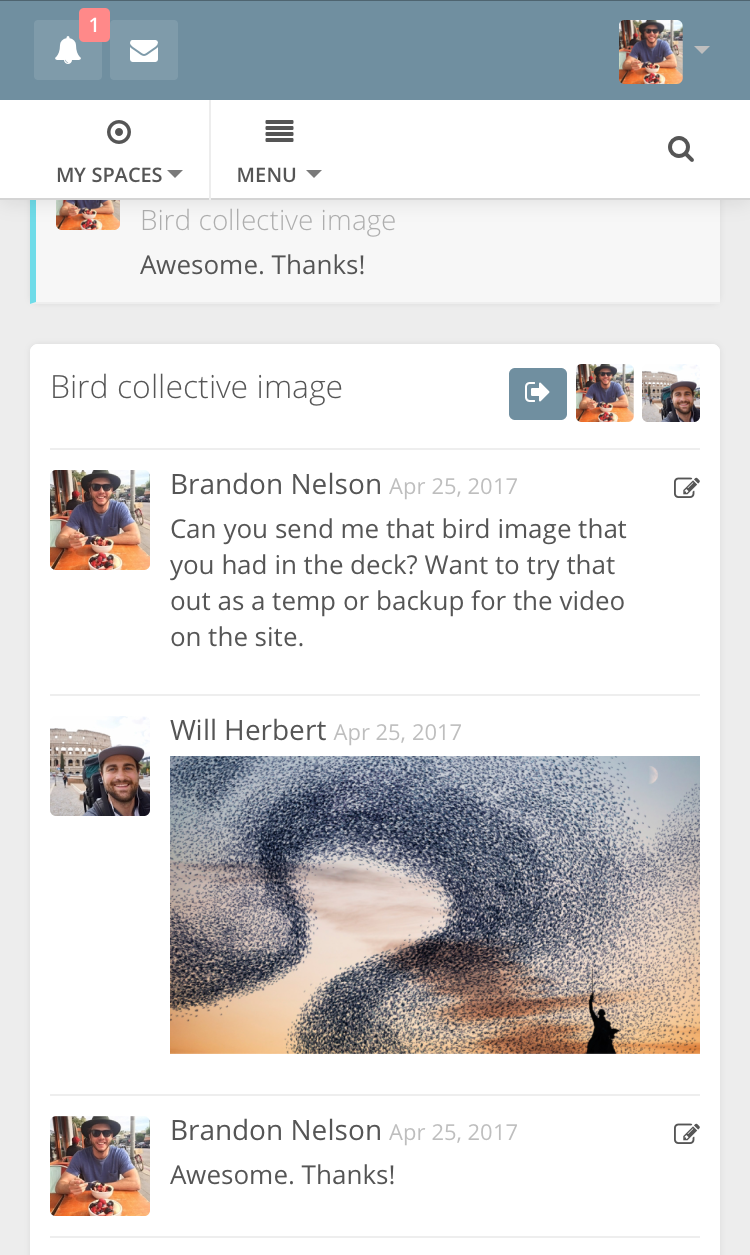 1
MY SPACES
MENU
Bird collective image
Awesome. Thanks!
Bird collective image
Brandon Nelson Apr 25, 2017
Can you send me that bird image that
you had in the deck? Want to try that
out as a temp or backup for the video
on the site.
Will Herbert Apr 25, 2017
Brandon Nelson Apr 25, 2017
Awesome. Thanks!